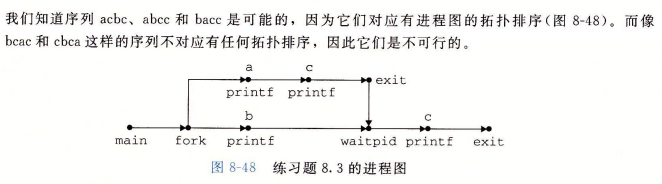 我们知道序列 acbc、abcc 和 bacc 是可能的，因为它们对应有进程图的拓扑排序(图 8-48)。而像
bcac 和 cbca 这样的序列不对应有任何拓扑排序，因此它们是不可行的。
a c exit
printf printf
b c
main fork printf waitpid printf exit
图 8-48 练习题 8.3 的进程图